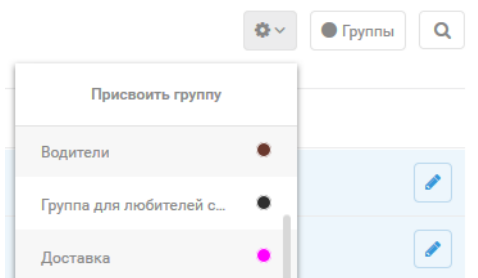 Группы
Присвоить группу
Водители
Группа для любителей с...
Доставка